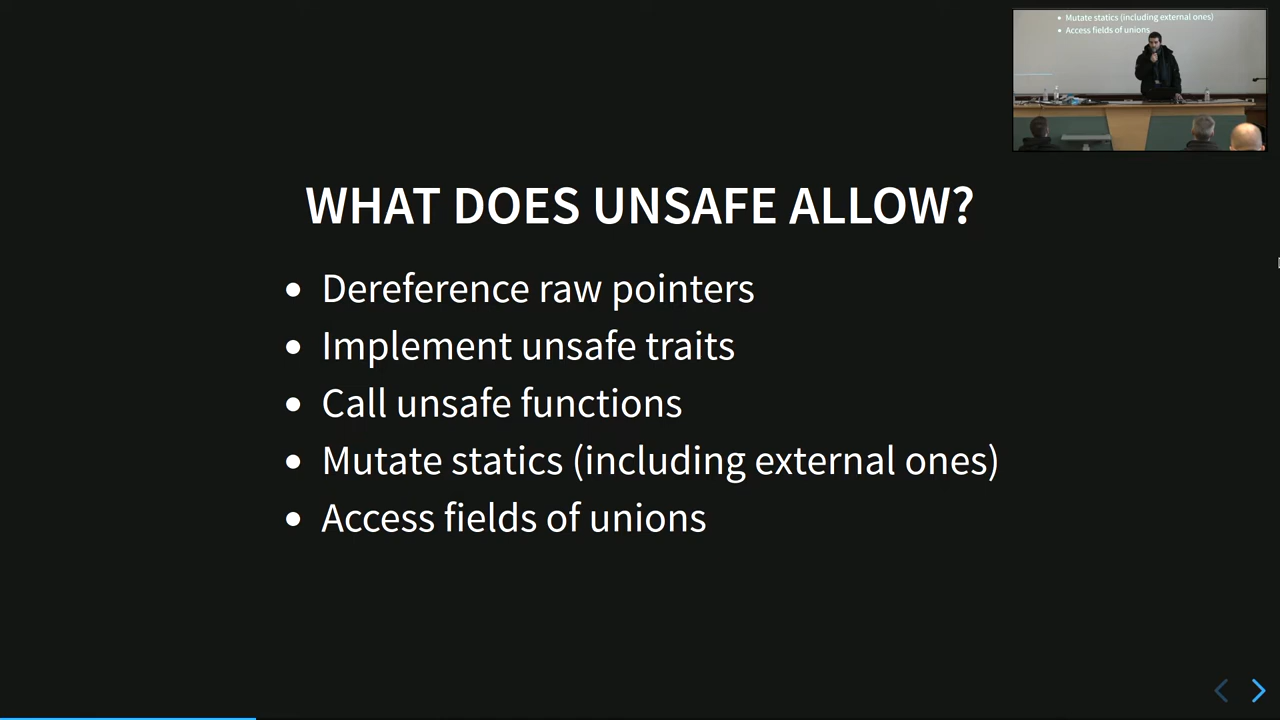 Mutate statics (including external ones)
Access fields of unions
WHAT DOES UNSAFE ALLOW?
Dereference raw pointers
Implement unsafe traits
Call unsafe functions
Mutate statics (including external ones)
Access fields of unions